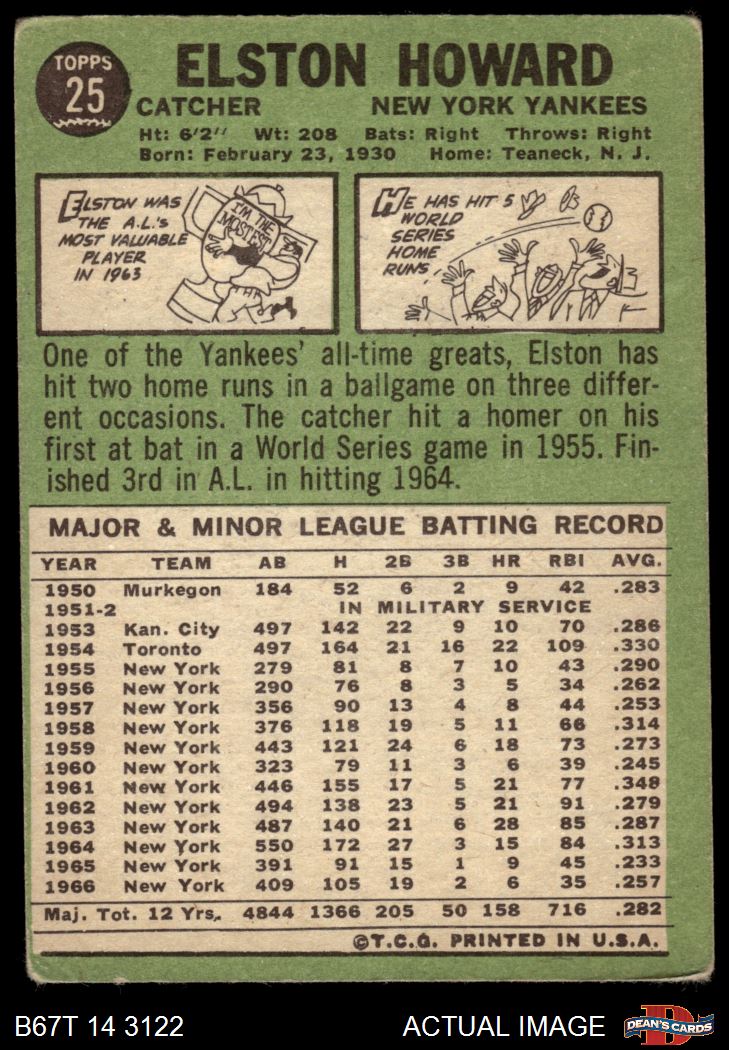 TOPPS
25
ELSTON HOWARD
CATCHER NEW YORK YANKEES
Ht: 6'2" Wt: 208 Bats: Right Throws: Right
Born: February 23, 1930 Home: Teaneck, N. J.
ELSTON WAS
THE A.L.'s
MOST VALUABLE
PLAYER
IN 1963
I'M THE
MOSTEST
HE HAS HIT 5
WORLD
SERIES
HOME
RUNS
One of the Yankees' all-time greats, Elston has
hit two home runs in a ballgame on three differ-
ent occasions. The catcher hit a homer on his
first at bat in a World Series game in 1955. Fin-
ished 3rd in A.L. in hitting 1964.
MAJOR & MINOR LEAGUE BATTING RECORD
YEAR TEAM AB H 2B 3B HR RBI AVG.
1950 Murkegon 184 52 6 2 9 42 .283
1951-2 IN MILITARY SERVICE
1953 Kan. City 497 142 22 9 10 70 .286
1954 Toronto 497 164 21 16 22 109 .330
1955 New York 279 81 8 7 10 43 .290
1956 New York 290 76 8 3 5 34 .262
1957 New York 356 90 13 4 8 44 .253
1958 New York 376 118 19 5 11 66 .314
1959 New York 443 121 24 6 18 73 .273
1960 New York 323 79 11 3 6 39 .245
1961 New York 446 155 17 5 21 77 .348
1962 New York 494 138 23 5 21 91 .279
1963 New York 487 140 21 6 28 85 .287
1964 New York 550 172 27 3 15 84 .313
1965 New York 391 91 15 1 9 45 .233
1966 New York 409 105 19 2 6 35 .257
Maj. Tot. 12 Yrs. 4844 1366 205 50 158 716 .282
©T.C.G. PRINTED IN U.S.A.
B67T 14 3122 ACTUAL IMAGE
DEAN'S CARDS